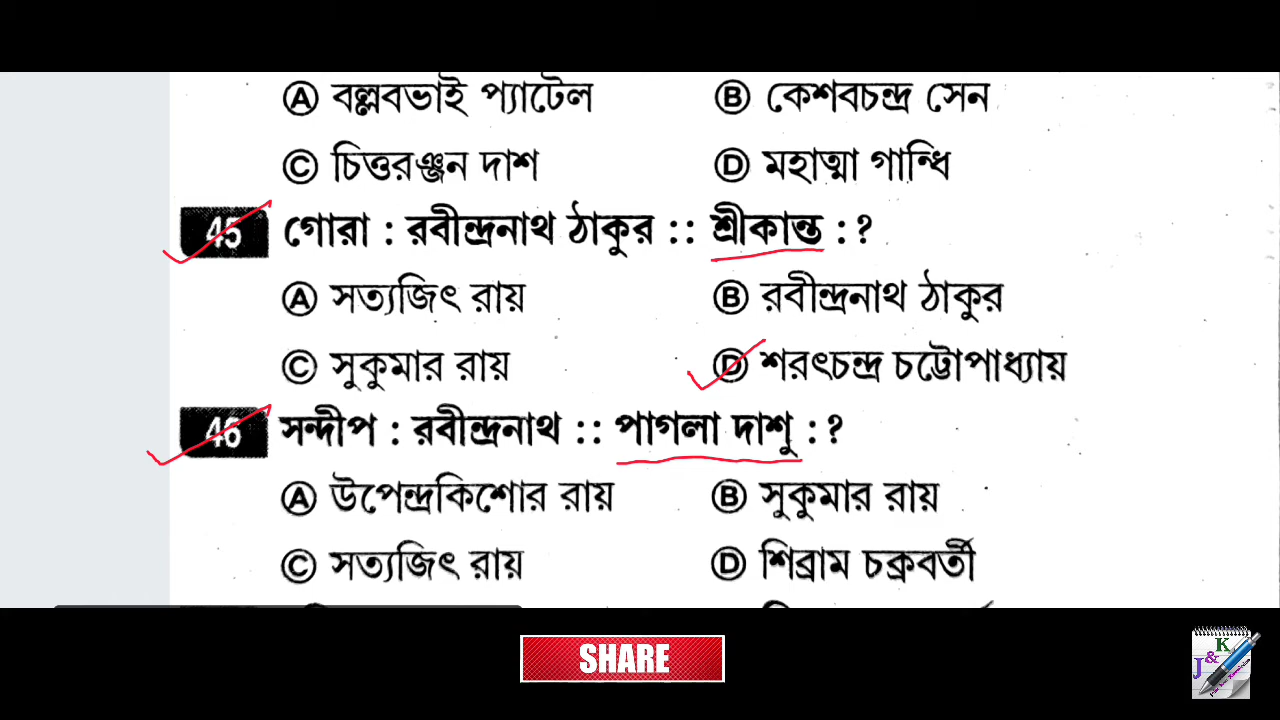 Ⓐ বল্লবভাই প্যাটেল Ⓑ কেশবচন্দ্র সেন
Ⓒ চিত্তরঞ্জন দাশ Ⓓ মহাত্মা গান্ধি
45 গোরা : রবীন্দ্রনাথ ঠাকুর :: শ্রীকান্ত : ?
Ⓐ সত্যজিৎ রায় Ⓑ রবীন্দ্রনাথ ঠাকুর
Ⓒ সুকুমার রায় Ⓓ শরৎচন্দ্র চট্টোপাধ্যায়
46 সন্দীপ : রবীন্দ্রনাথ :: পাগলা দাশু : ?
Ⓐ উপেন্দ্রকিশোর রায় Ⓑ সুকুমার রায়
Ⓒ সত্যজিৎ রায় Ⓓ শিব্রাম চক্রবর্তী
SHARE
J&K